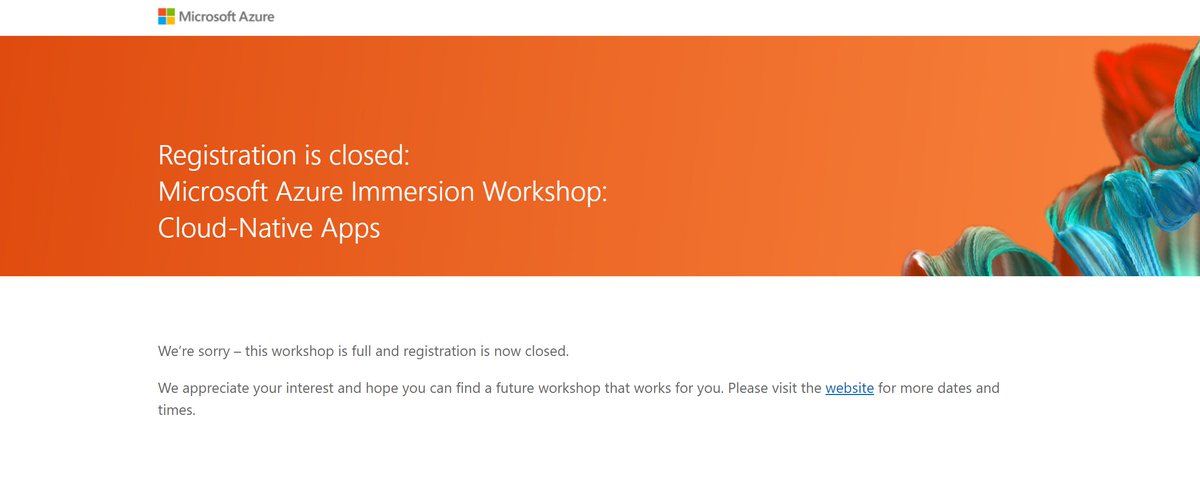 Microsoft Azure
Registration is closed:
Microsoft Azure Immersion Workshop:
Cloud-Native Apps
We’re sorry – this workshop is full and registration is now closed.
We appreciate your interest and hope you can find a future workshop that works for you. Please visit the website for more dates and
times.